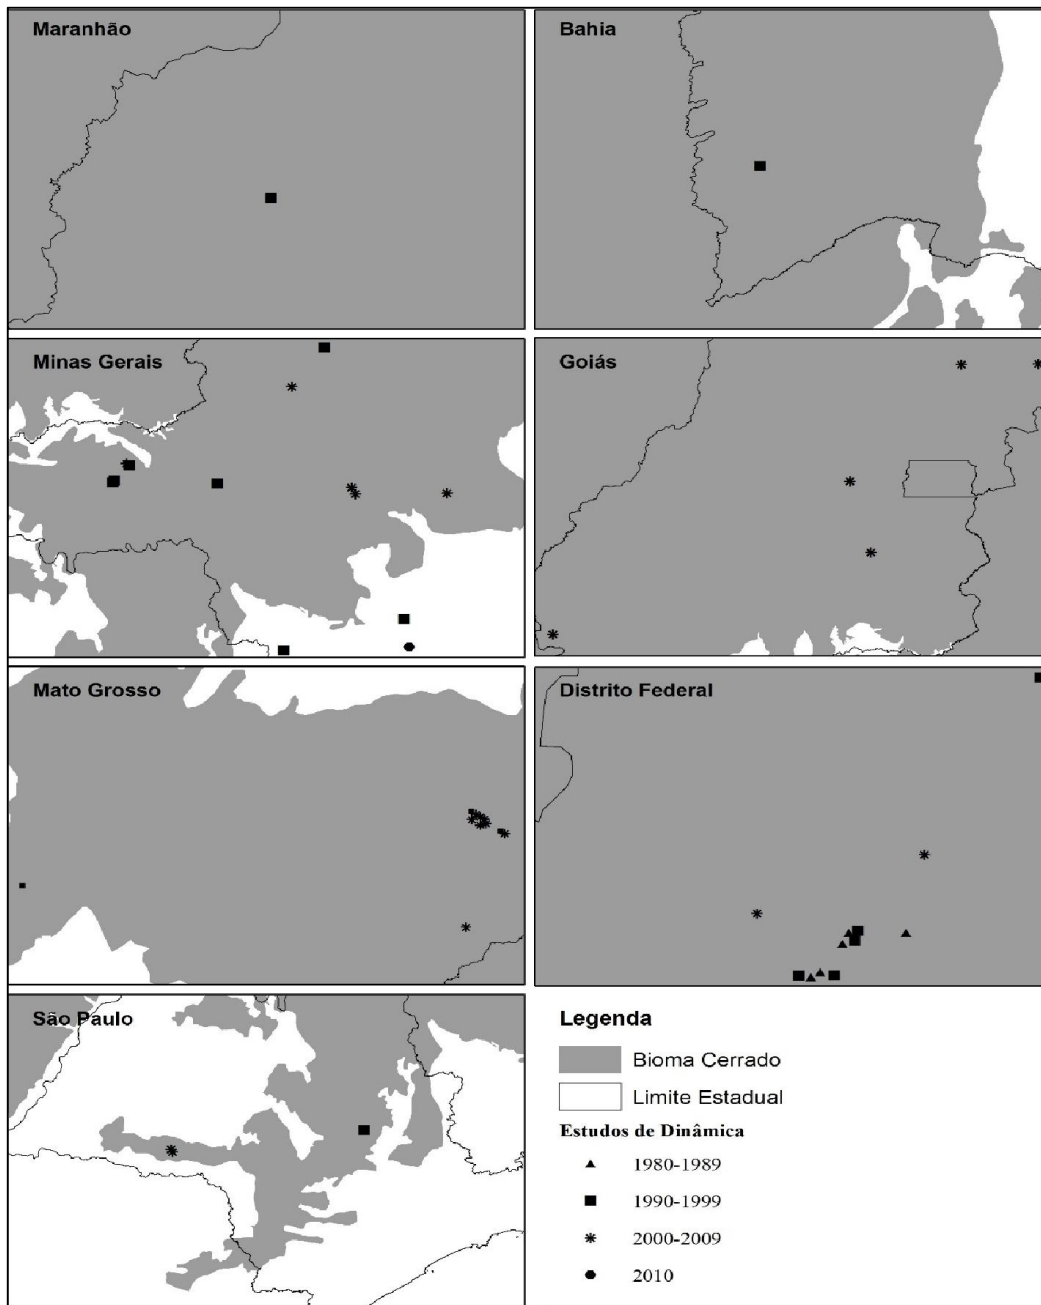 Maranhão
Bahia
Minas Gerais
Goiás
Mato Grosso
Distrito Federal
São Paulo
Legenda
Bioma Cerrado
Limite Estadual
Estudos de Dinâmica
1980-1989
1990-1999
2000-2009
2010